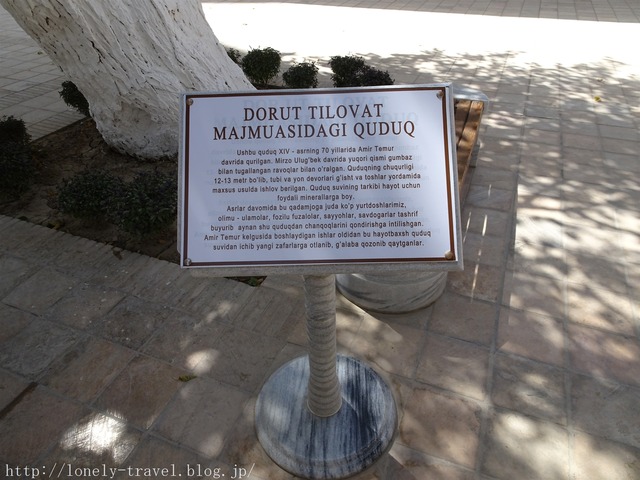 DORUT TILOVAT
MAJMUASIDAGI QUDUQ
Ushbu quduq XIV - asrning 70 yillarida Amir Temur
davrida qurilgan. Mirzo Ulug'bek davrida yuqori qismi gumbaz
bilan tugallangan ravoqlar bilan o'ralgan. Quduqning chuqurligi
12-13 metr bo'lib, tubi va yon devorlari g'isht va toshlar yordamida
maxsus usulda ishlov berilgan. Quduq suvining tarkibi hayot uchun
foydali minerallarga boy.
Asrlar davomida bu qadamjoga juda ko'p yurtdoshlarimiz,
olimu - ulamolar, fozilu fuzalolar, sayyohlar, savdogarlar tashrif
buyurib aynan shu quduqdan chanqoqlarini qondirishga intilishgan.
Amir Temur kelgusida boshlaydigan ishlar oldidan bu hayotbaxsh quduq
suvidan ichib yangi zafarlarga otlanib, g'alaba qozonib qaytganlar.
http://lonely-travel.blog.jp/